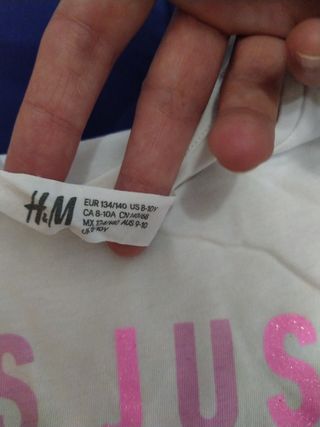 H&M
EUR 134/140 US 8-10Y
CA 8-10A CN 140/68
MX 134/140 AUS 9-10
S JUS